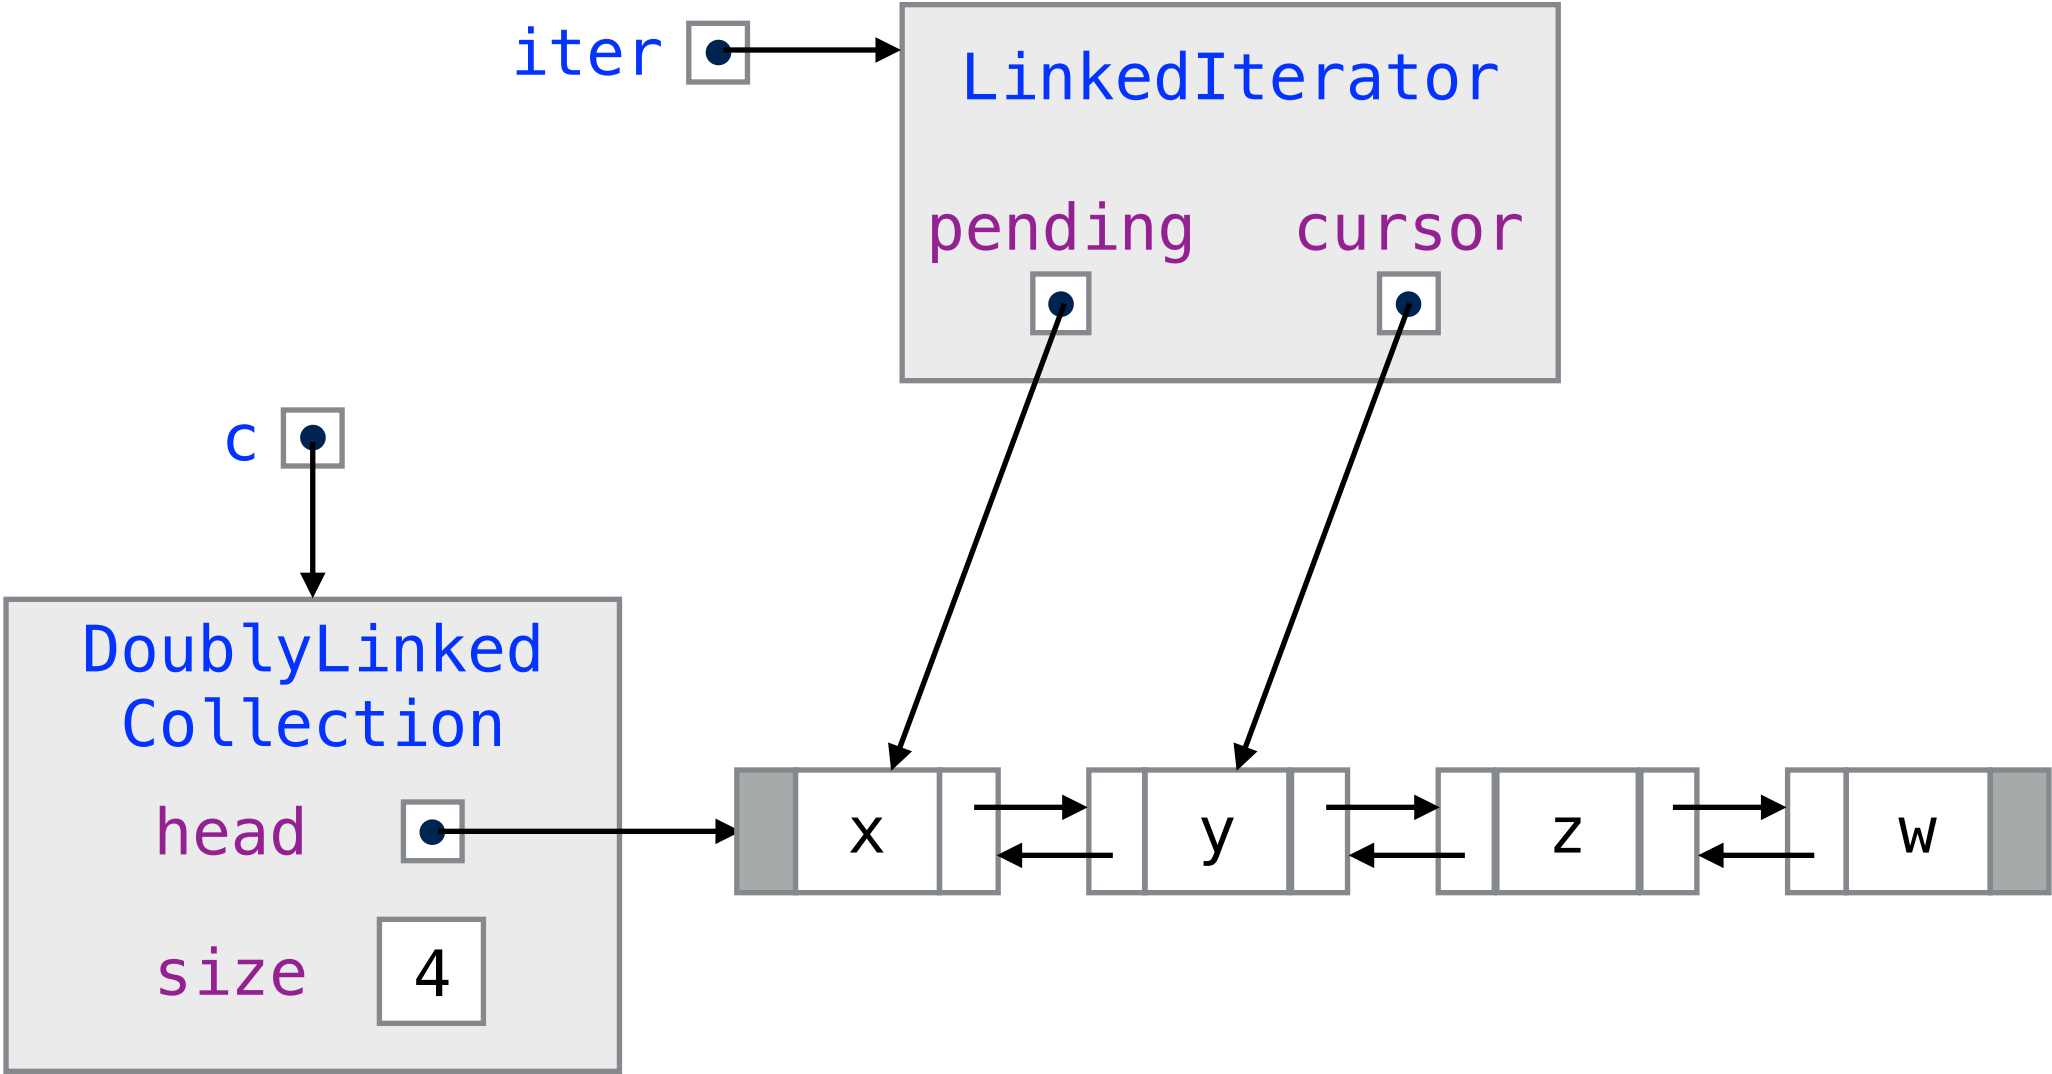 iter
LinkedIterator
pending cursor
c
DoublyLinked
Collection
head
x y z w
size 4